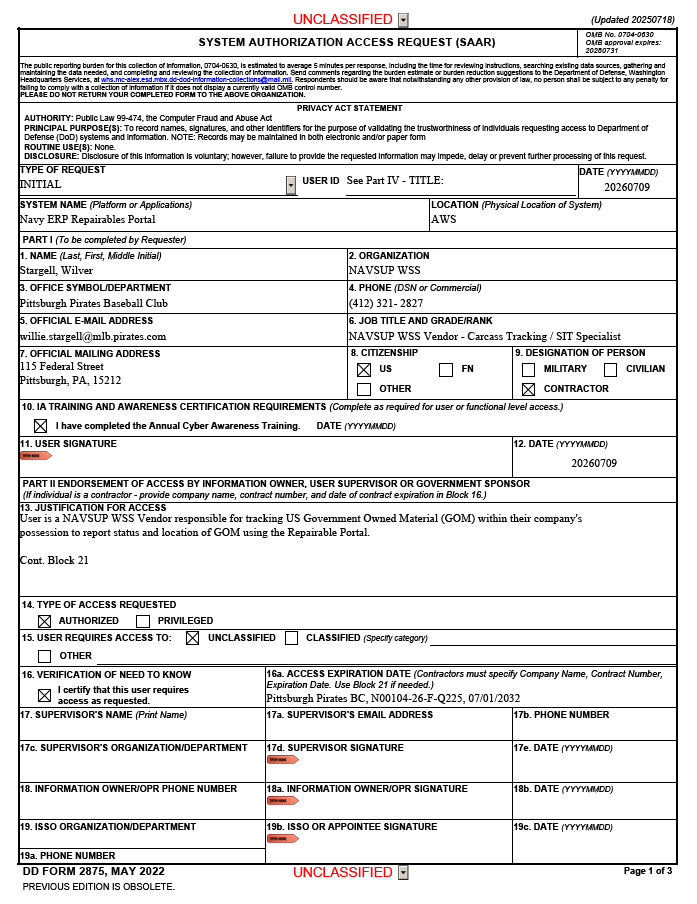 UNCLASSIFIED
(Updated 20250718)
SYSTEM AUTHORIZATION ACCESS REQUEST (SAAR)
OMB No. 0704-0630
OMB approval expires:
20280731
The public reporting burden for this collection of information, 0704-0630, is estimated to average 5 minutes per response, including the time for reviewing instructions, searching existing data sources, gathering and
maintaining the data needed, and completing and reviewing the collection of information. Send comments regarding the burden estimate or burden reduction suggestions to the Department of Defense, Washington
Headquarters Services, at whs.mc-alex.esd.mbx.dd-dod-information-collections@mail.mil. Respondents should be aware that notwithstanding any other provision of law, no person shall be subject to any penalty for
failing to comply with a collection of information if it does not display a currently valid OMB control number.
PLEASE DO NOT RETURN YOUR COMPLETED FORM TO THE ABOVE ORGANIZATION.
PRIVACY ACT STATEMENT
AUTHORITY: Public Law 99-474, the Computer Fraud and Abuse Act
PRINCIPAL PURPOSE(S): To record names, signatures, and other identifiers for the purpose of validating the trustworthiness of individuals requesting access to Department of
Defense (DoD) systems and information. NOTE: Records may be maintained in both electronic and/or paper form
ROUTINE USE(S): None.
DISCLOSURE: Disclosure of this information is voluntary; however, failure to provide the requested information may impede, delay or prevent further processing of this request.
TYPE OF REQUEST
INITIAL
USER ID See Part IV - TITLE:
DATE (YYYYMMDD)
20260709
SYSTEM NAME (Platform or Applications)
Navy ERP Repairables Portal
LOCATION (Physical Location of System)
AWS
PART I (To be completed by Requester)
1. NAME (Last, First, Middle Initial)
Stargell, Wilver
2. ORGANIZATION
NAVSUP WSS
3. OFFICE SYMBOL/DEPARTMENT
Pittsburgh Pirates Baseball Club
4. PHONE (DSN or Commercial)
(412) 321- 2827
5. OFFICIAL E-MAIL ADDRESS
willie.stargell@mlb.pirates.com
6. JOB TITLE AND GRADE/RANK
NAVSUP WSS Vendor - Carcass Tracking / SIT Specialist
7. OFFICIAL MAILING ADDRESS
115 Federal Street
Pittsburgh, PA, 15212
8. CITIZENSHIP
US FN
OTHER
9. DESIGNATION OF PERSON
MILITARY CIVILIAN
CONTRACTOR
10. IA TRAINING AND AWARENESS CERTIFICATION REQUIREMENTS (Complete as required for user or functional level access.)
I have completed the Annual Cyber Awareness Training. DATE (YYYYMMDD)
11. USER SIGNATURE
12. DATE (YYYYMMDD)
20260709
PART II ENDORSEMENT OF ACCESS BY INFORMATION OWNER, USER SUPERVISOR OR GOVERNMENT SPONSOR
(If individual is a contractor - provide company name, contract number, and date of contract expiration in Block 16.)
13. JUSTIFICATION FOR ACCESS
User is a NAVSUP WSS Vendor responsible for tracking US Government Owned Material (GOM) within their company's
possession to report status and location of GOM using the Repairable Portal.
Cont. Block 21
14. TYPE OF ACCESS REQUESTED
AUTHORIZED PRIVILEGED
15. USER REQUIRES ACCESS TO: UNCLASSIFIED CLASSIFIED (Specify category)
OTHER
16. VERIFICATION OF NEED TO KNOW
I certify that this user requires
access as requested.
16a. ACCESS EXPIRATION DATE (Contractors must specify Company Name, Contract Number,
Expiration Date. Use Block 21 if needed.)
Pittsburgh Pirates BC, N00104-26-F-Q225, 07/01/2032
17. SUPERVISOR'S NAME (Print Name)
17a. SUPERVISOR'S EMAIL ADDRESS
17b. PHONE NUMBER
17c. SUPERVISOR'S ORGANIZATION/DEPARTMENT
17d. SUPERVISOR SIGNATURE
17e. DATE (YYYYMMDD)
18. INFORMATION OWNER/OPR PHONE NUMBER
18a. INFORMATION OWNER/OPR SIGNATURE
18b. DATE (YYYYMMDD)
19. ISSO ORGANIZATION/DEPARTMENT
19b. ISSO OR APPOINTEE SIGNATURE
19c. DATE (YYYYMMDD)
19a. PHONE NUMBER
DD FORM 2875, MAY 2022
UNCLASSIFIED
Page 1 of 3
PREVIOUS EDITION IS OBSOLETE.